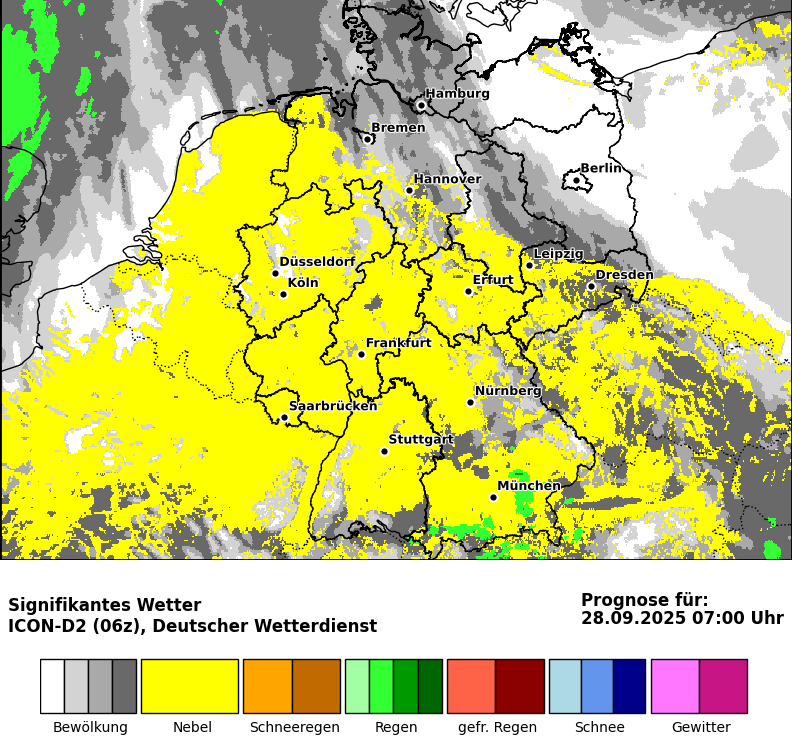 Hamburg
Bremen
Berlin
Hannover
Leipzig
Düsseldorf
Dresden
Köln
Erfurt
Frankfurt
Nürnberg
Saarbrücken
Stuttgart
München
Signifikantes Wetter
ICON-D2 (06z), Deutscher Wetterdienst
Prognose für:
28.09.2025 07:00 Uhr
Bewölkung
Nebel
Schneeregen
Regen
gefr. Regen
Schnee
Gewitter